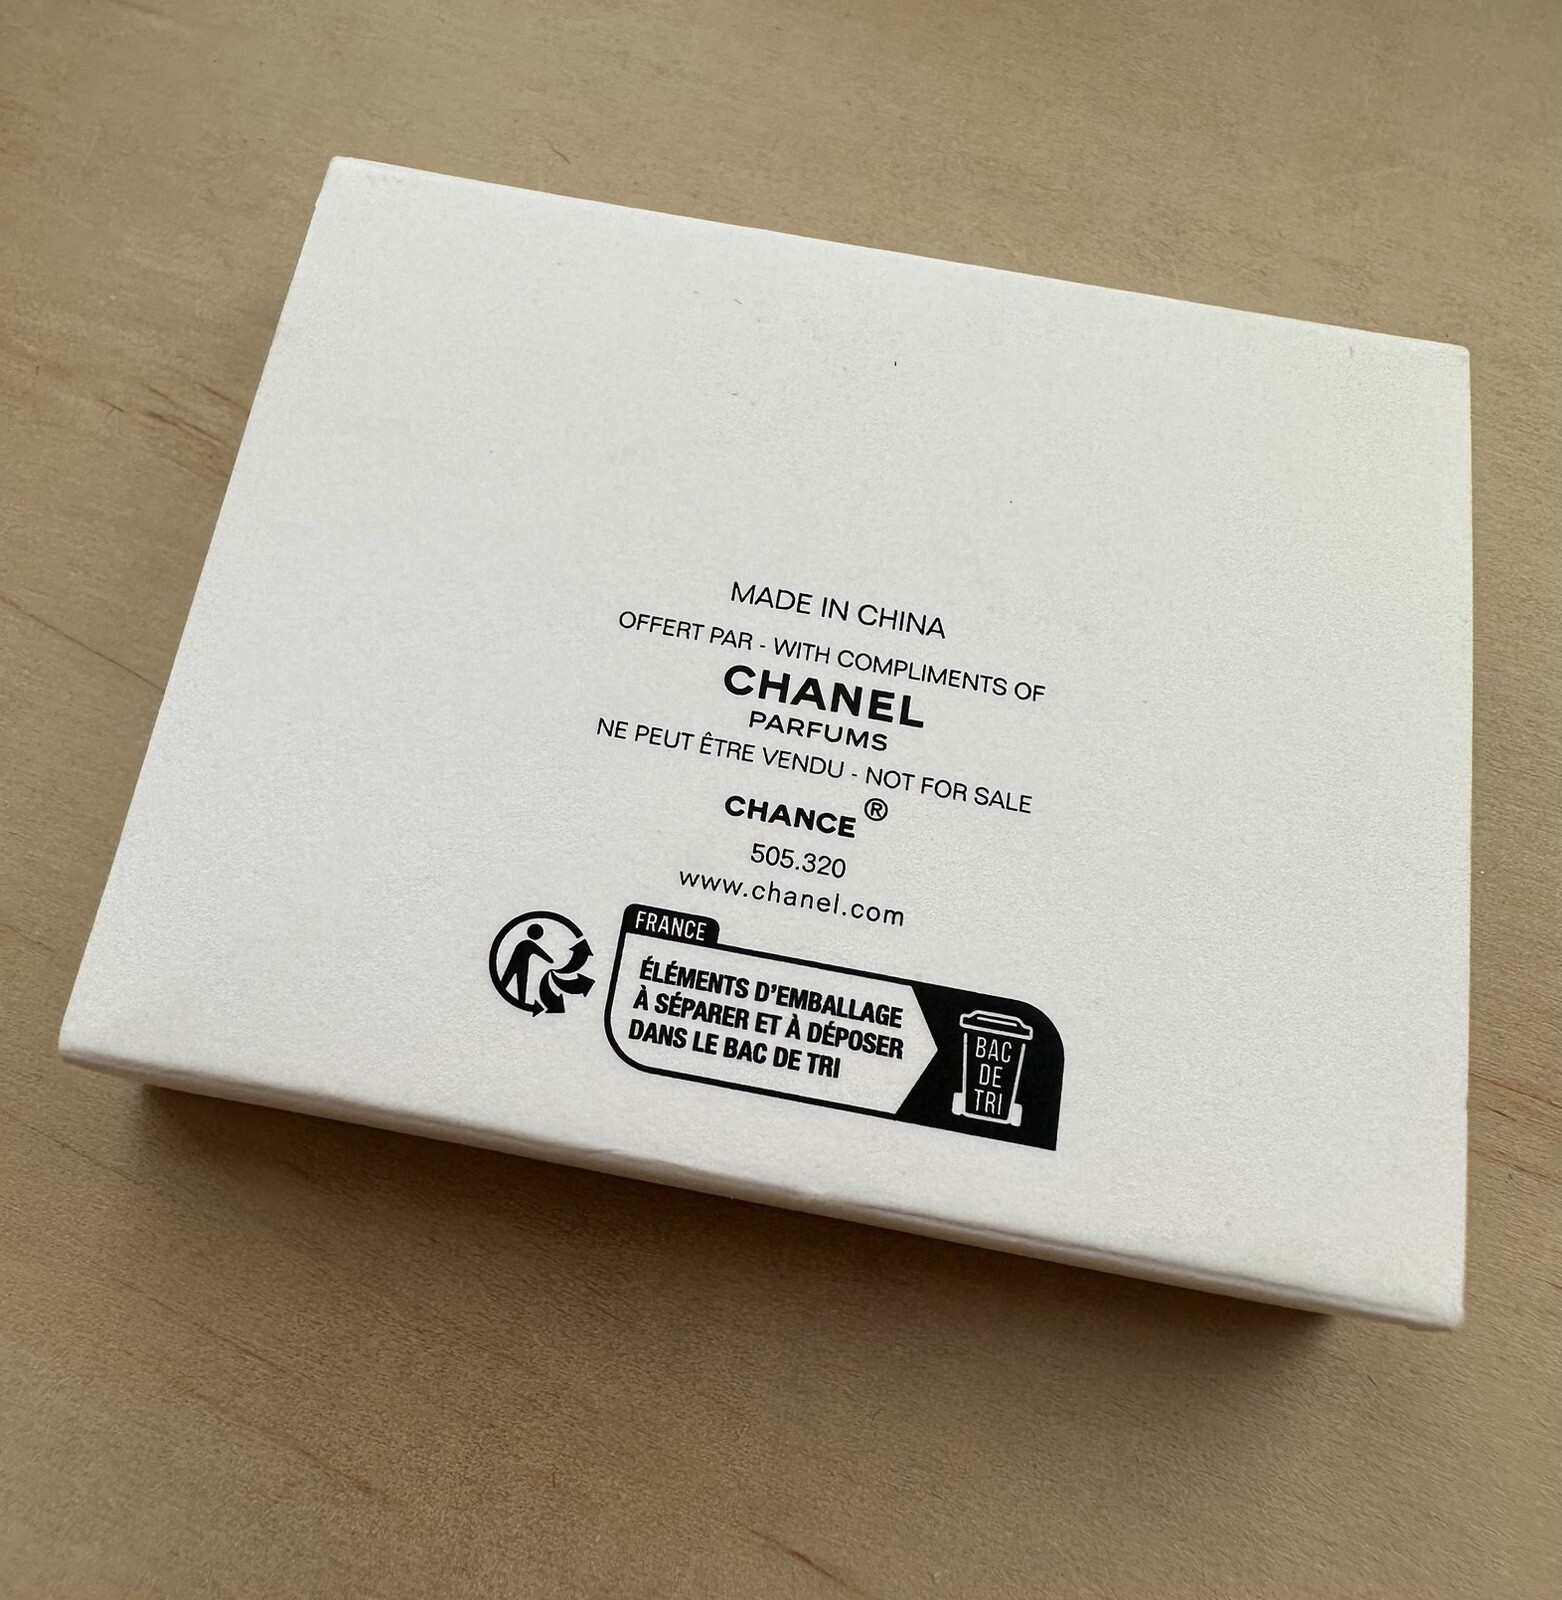 MADE IN CHINA
OFFERT PAR - WITH COMPLIMENTS OF
CHANEL
PARFUMS
NE PEUT ÊTRE VENDU - NOT FOR SALE
CHANCE®
505.320
www.chanel.com
FRANCE
ÉLÉMENTS D'EMBALLAGE
À SÉPARER ET À DÉPOSER
DANS LE BAC DE TRI
BAC
DE
TRI